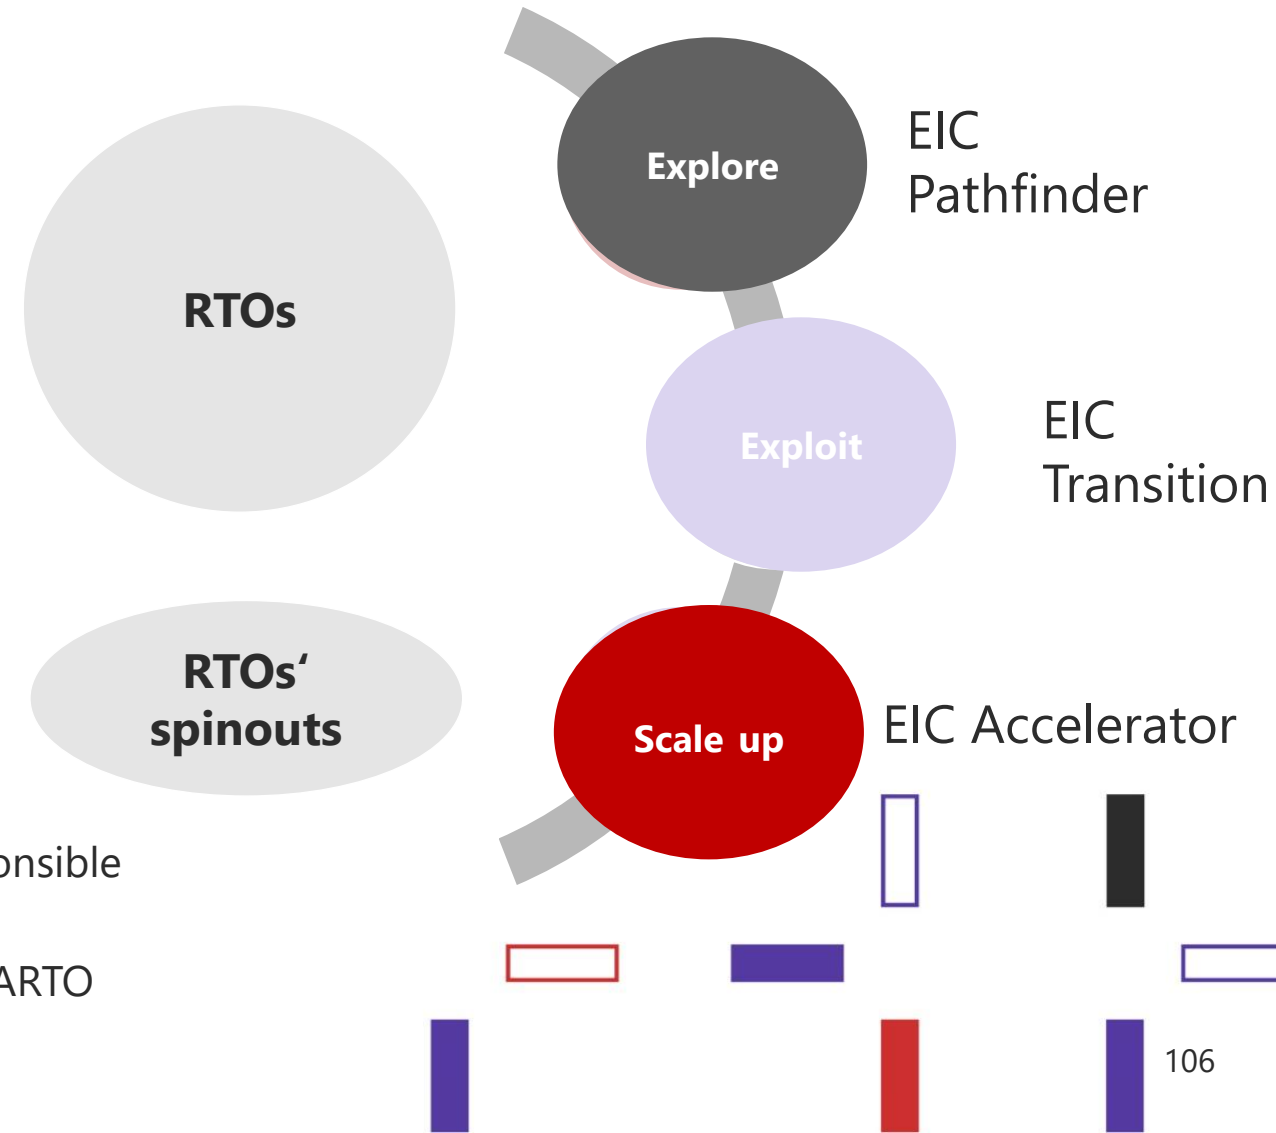 Explore
EIC
Pathfinder
RTOs
Exploit
EIC
Transition
RTOs‘
spinouts
Scale up
EIC Accelerator
onsible
ARTO
106